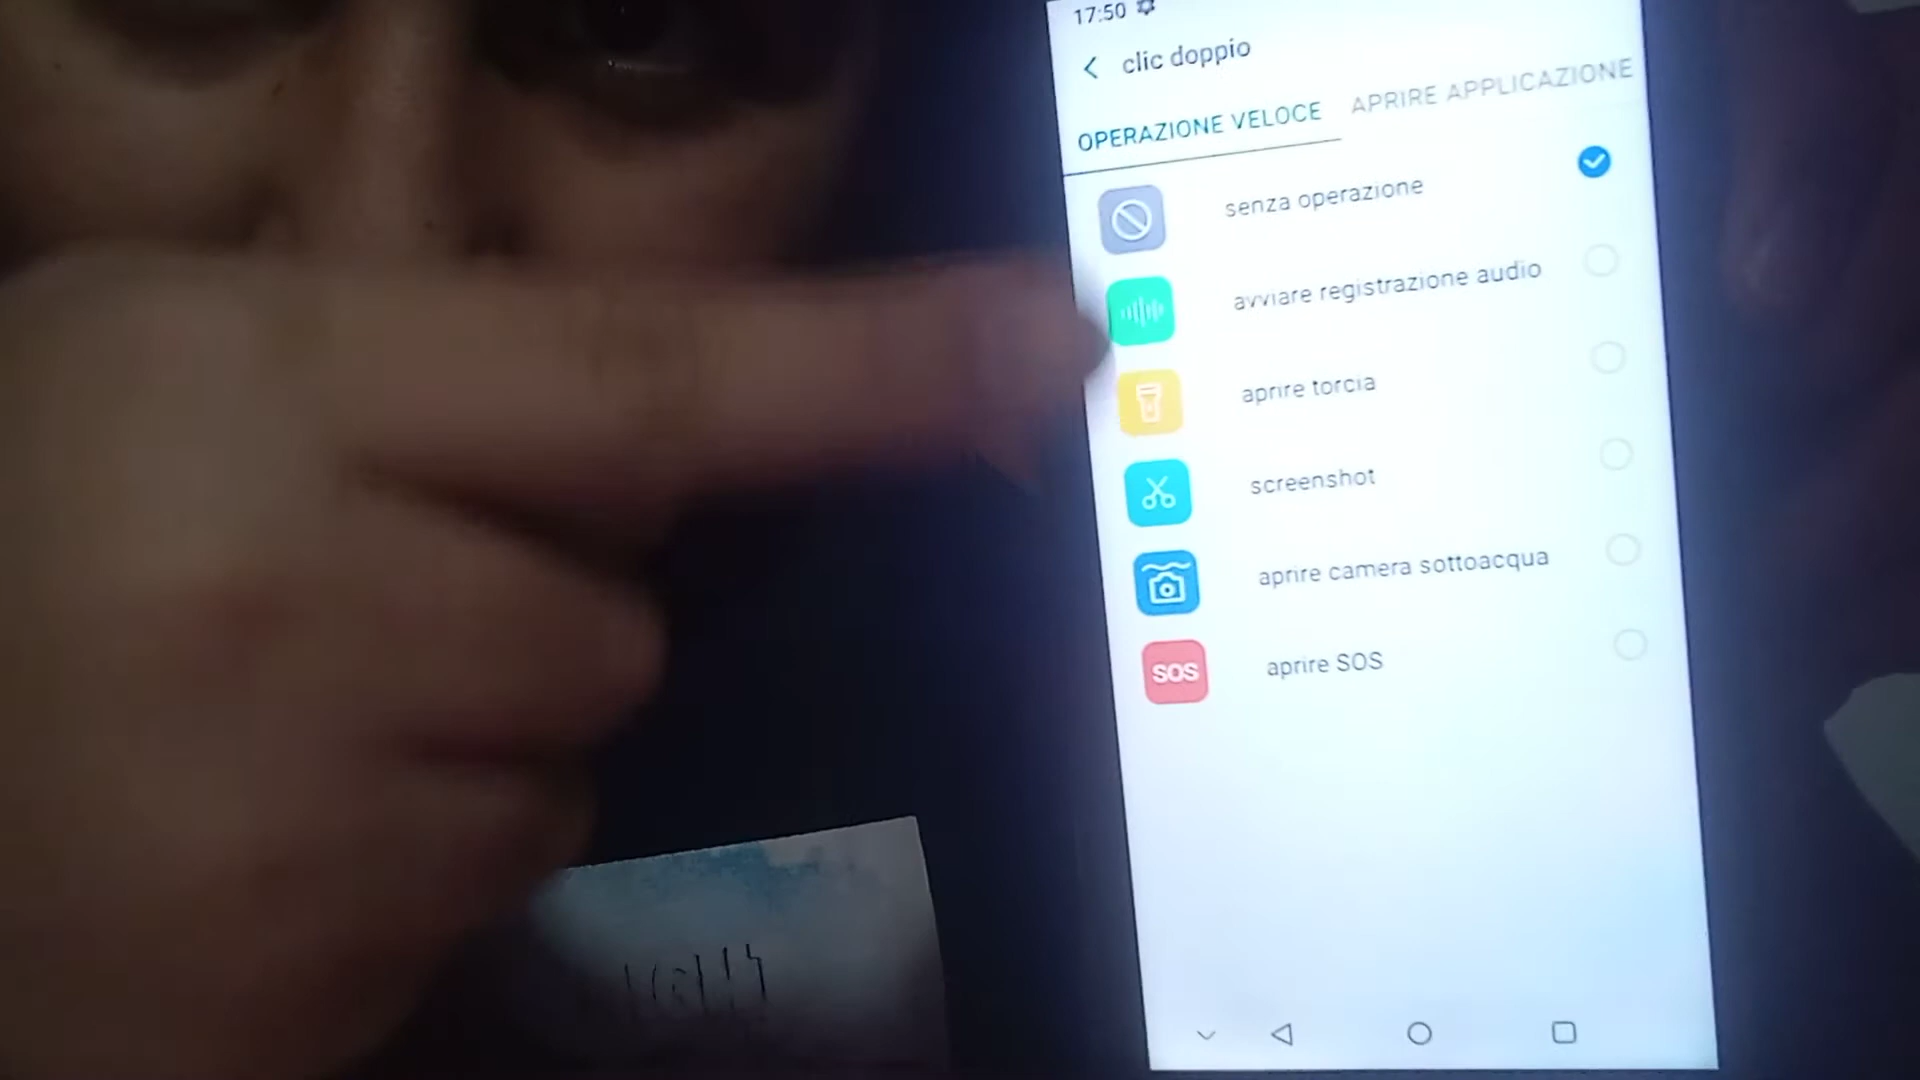 17:50
clic doppio
OPERAZIONE VELOCE
APRIRE APPLICAZIONE
senza operazione
avviare registrazione audio
aprire torcia
screenshot
aprire camera sottoacqua
SOS aprire SOS